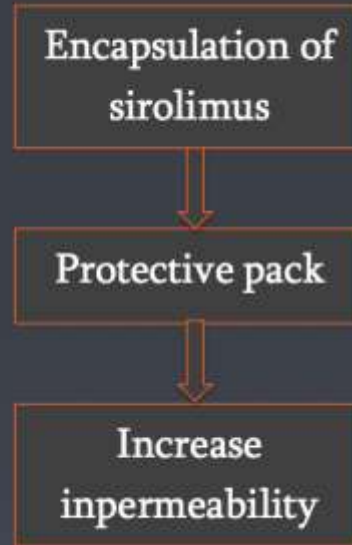 Encapsulation of
sirolimus
Protective pack
Increase
inpermeability